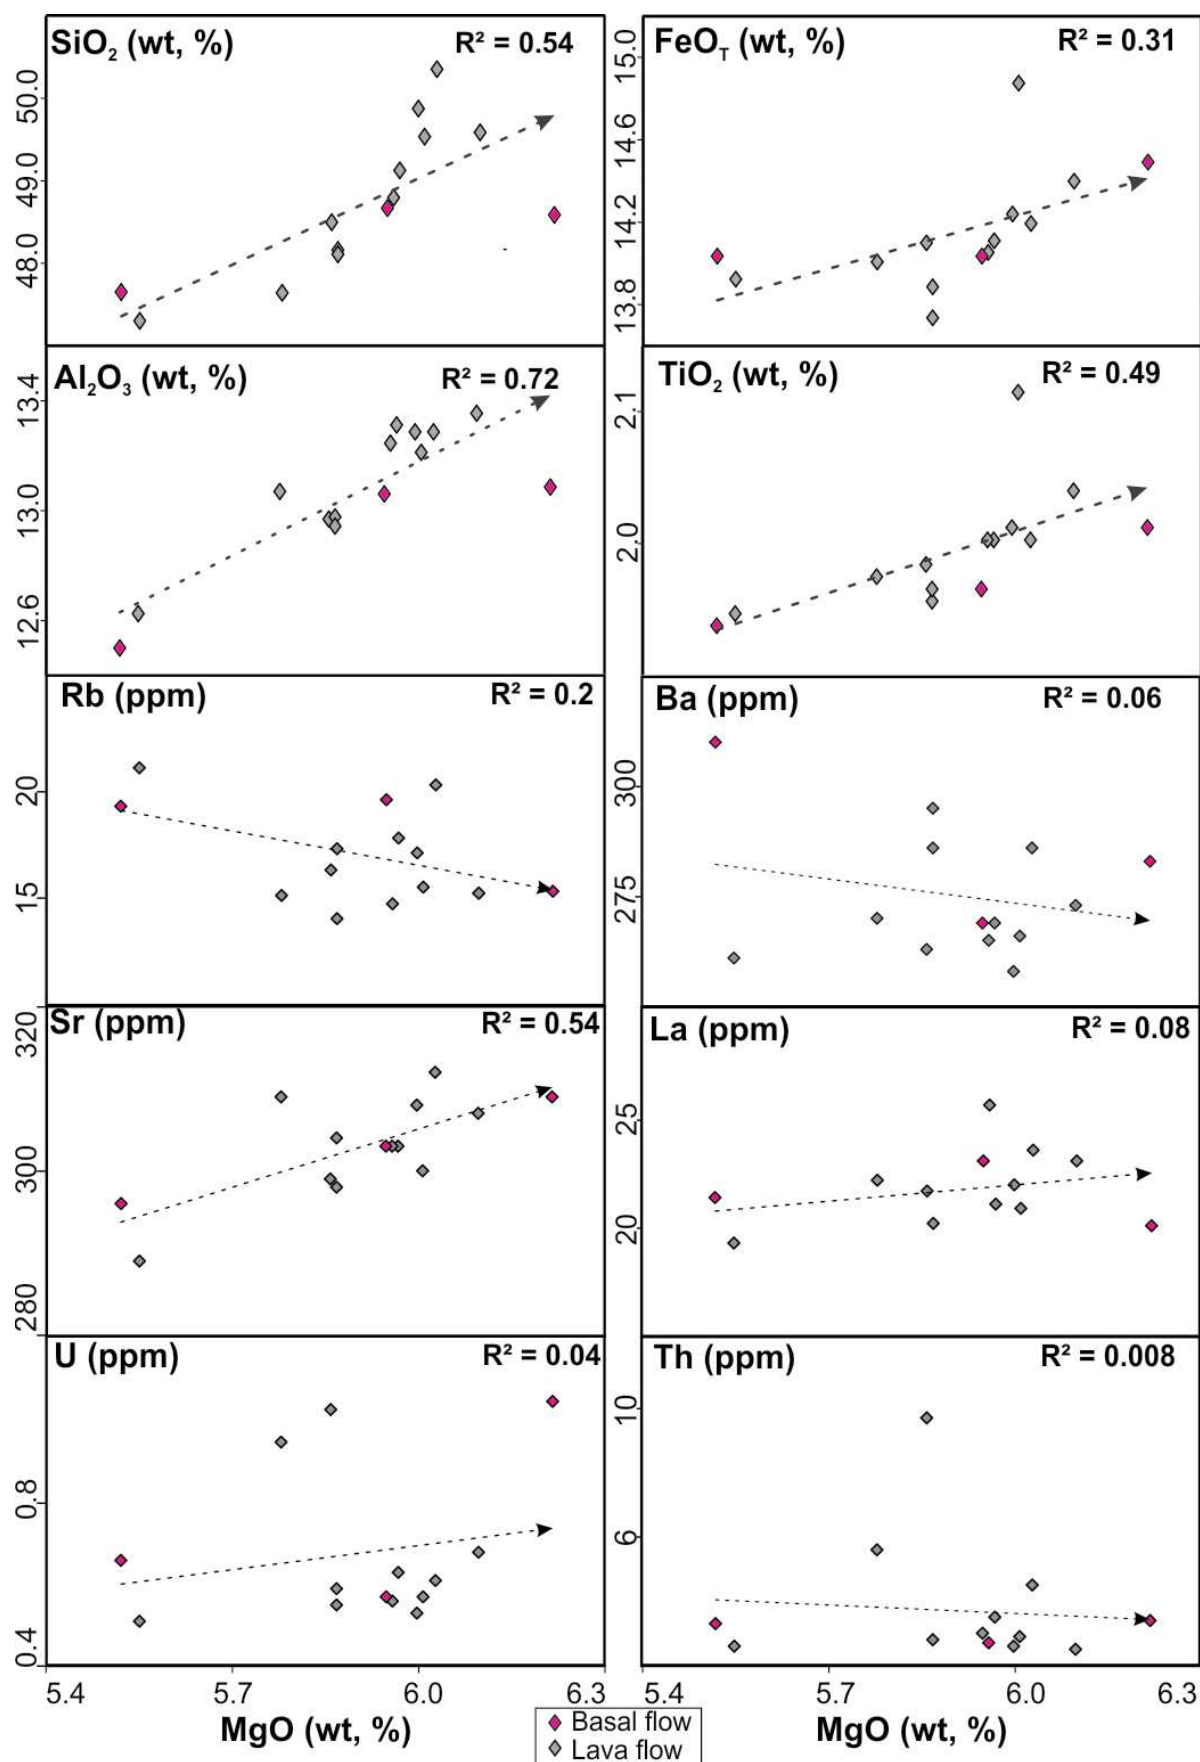 SiO₂ (wt, %) R² = 0.54
50.0
49.0
48.0
FeO_T (wt, %) R² = 0.31
15.0
14.6
14.2
13.8
Al₂O₃ (wt, %) R² = 0.72
13.4
13.0
12.6
TiO₂ (wt, %) R² = 0.49
2.1
2.0
Rb (ppm) R² = 0.2
20
15
Ba (ppm) R² = 0.06
300
275
Sr (ppm) R² = 0.54
320
300
280
La (ppm) R² = 0.08
25
20
U (ppm) R² = 0.04
0.8
0.4
Th (ppm) R² = 0.008
10
6
5.4 5.7 6.0 6.3
5.4 5.7 6.0 6.3
MgO (wt, %)
MgO (wt, %)
Basal flow
Lava flow